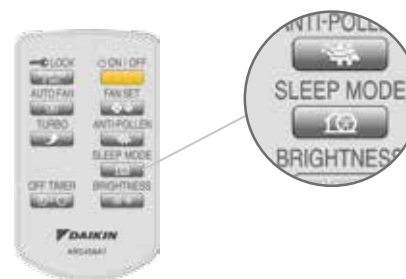 LOCK
ON | OFF
AUTO FAN
FAN SET
TURBO
ANTI-POLLEN
SLEEP MODE
OFF TIMER
BRIGHTNESS
DAIKIN
ANTI-POLLEN
SLEEP MODE
BRIGHTNESS